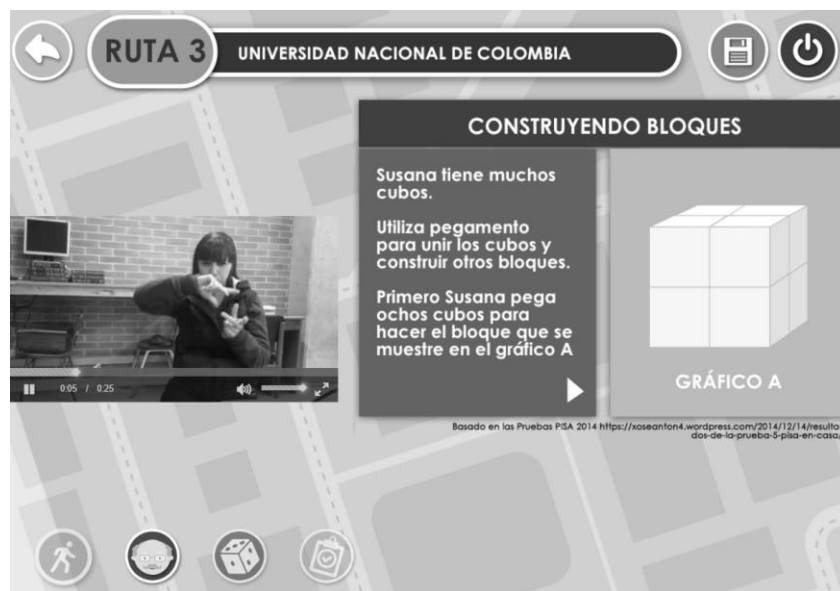 RUTA 3
UNIVERSIDAD NACIONAL DE COLOMBIA
CONSTRUYENDO BLOQUES
Susana tiene muchos
cubos.
Utiliza pegamento
para unir los cubos y
construir otros bloques.
Primero Susana pega
ochos cubos para
hacer el bloque que se
muestre en el gráfico A
GRÁFICO A
0:05 / 0:25
Basado en las Pruebas PISA 2014 https://xoseanton4.wordpress.com/2014/12/14/resulta-
dos-de-la-prueba-5-pisa-en-casa/